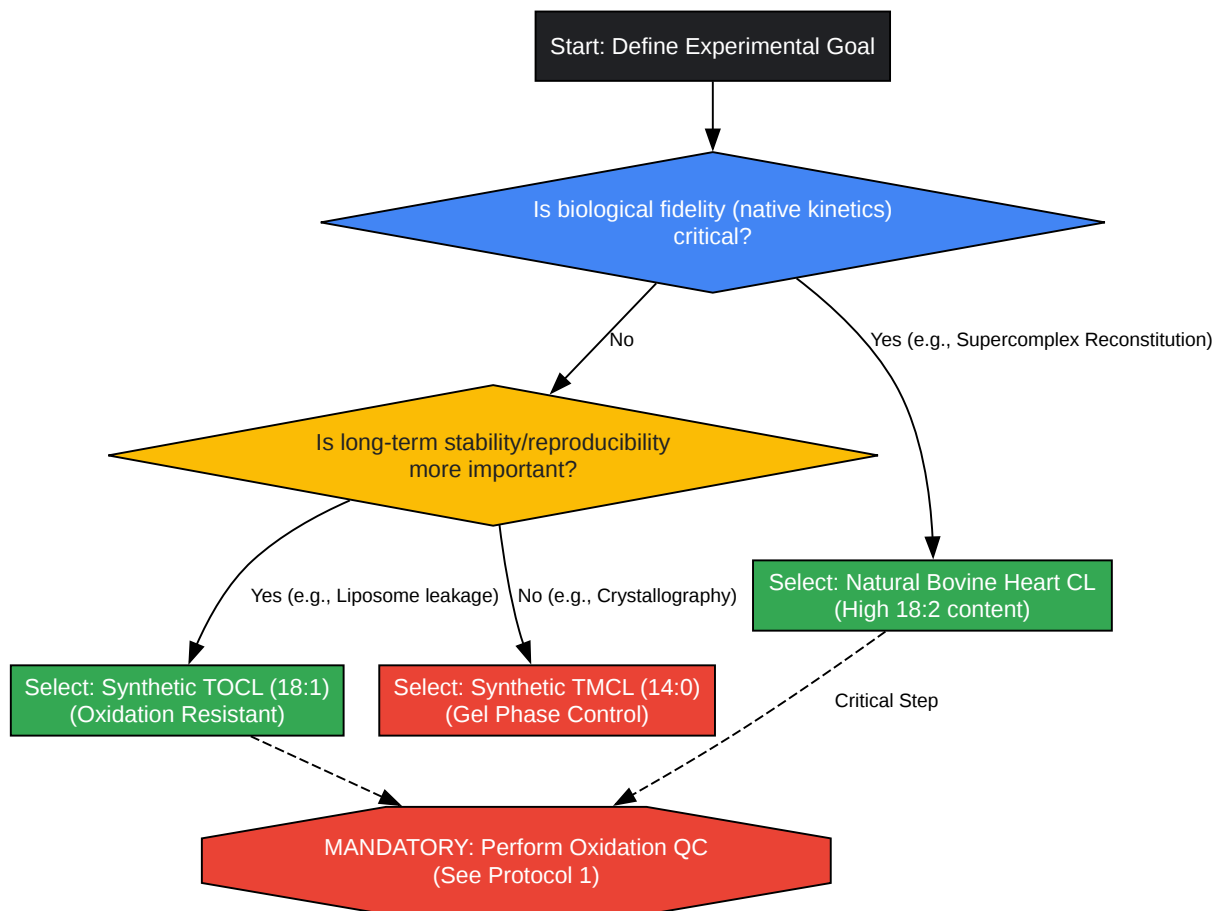 Start: Define Experimental Goal
Is biological fidelity (native kinetics)
critical?
No
Yes (e.g., Supercomplex Reconstitution)
Is long-term stability/reproducibility
more important?
Yes (e.g., Liposome leakage)
No (e.g., Crystallography)
Select: Natural Bovine Heart CL
(High 18:2 content)
Select: Synthetic TOCL (18:1)
(Oxidation Resistant)
Select: Synthetic TMCL (14:0)
(Gel Phase Control)
Critical Step
MANDATORY: Perform Oxidation QC
(See Protocol 1)